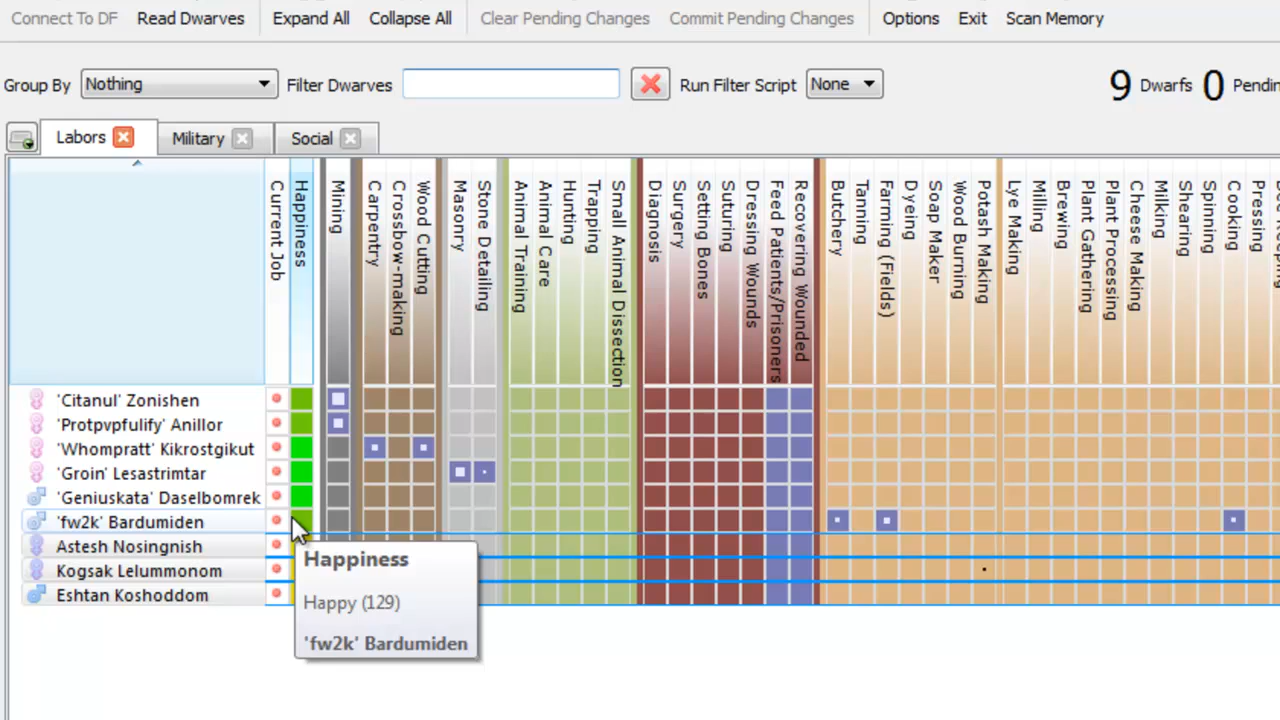 Connect To DF Read Dwarves Expand All Collapse All Clear Pending Changes Commit Pending Changes Options Exit Scan Memory
Group By Nothing Filter Dwarves Run Filter Script None 9 Dwarfs 0
Labors Military Social
Current Job
Happiness
Mining
Carpentry
Crossbow-making
Wood Cutting
Masonry
Stone Detailing
Animal Training
Animal Care
Hunting
Trapping
Small Animal Dissection
Diagnosis
Surgery
Setting Bones
Suturing
Dressing Wounds
Feed Patients/Prisoners
Recovering Wounded
Butchery
Tanning
Farming (Fields)
Dyeing
Soap Maker
Wood Burning
Potash Making
Lye Making
Milling
Brewing
Plant Gathering
Plant Processing
Cheese Making
Milking
Shearing
Spinning
Cooking
Pressing
'Citanul' Zonishen
'Protpvpfulify' Anillor
'Whompratt' Kikrostgikut
'Groin' Lesastrimtar
'Geniuskata' Daselbomrek
'fw2k' Bardumiden
Astesh Nosingnish
Kogsak Lelummonom
Eshtan Koshoddom
Happiness
Happy (129)
'fw2k' Bardumiden